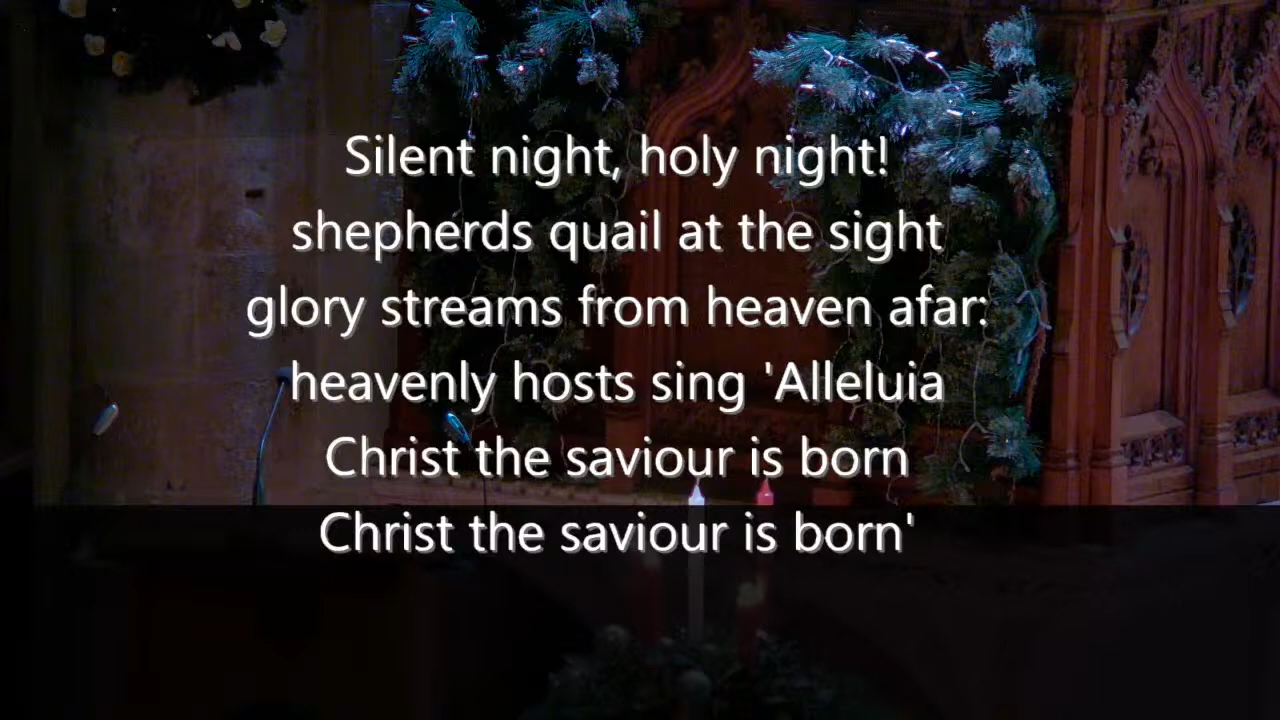 Silent night, holy night!
shepherds quail at the sight
glory streams from heaven afar:
heavenly hosts sing 'Alleluia
Christ the saviour is born
Christ the saviour is born'